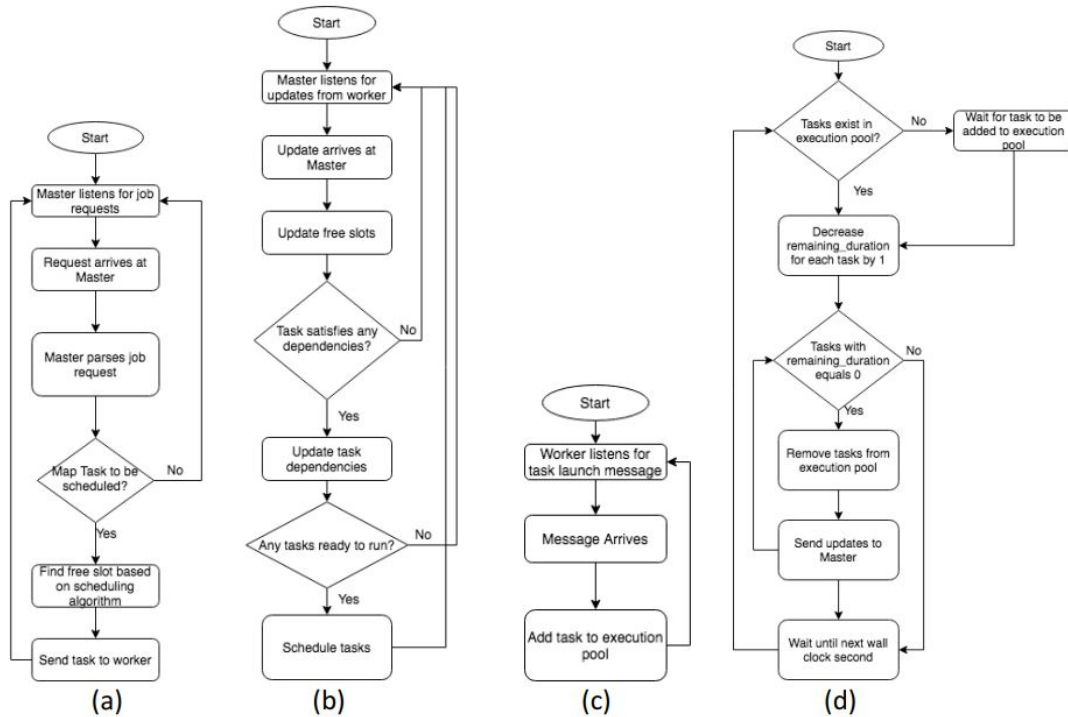 Start
Master listens for job
requests
Request arrives at
Master
Master parses job
request
Map Task to be
scheduled?
No
Yes
Find free slot based
on scheduling
algorithm
Send task to worker
(a)
Start
Master listens for
updates from worker
Update arrives at
Master
Update free slots
Task satisfies any
dependencies?
No
Yes
Update task
dependencies
Any tasks ready to run?
No
Yes
Schedule tasks
(b)
Start
Worker listens for
task launch message
Message Arrives
Add task to execution
pool
(c)
Start
Tasks exist in
execution pool?
No
Wait for task to be
added to execution
pool
Yes
Decrease
remaining_duration
for each task by 1
Tasks with
remaining_duration
equals 0
No
Yes
Remove tasks from
execution pool
Send updates to
Master
Wait until next wall
clock second
(d)